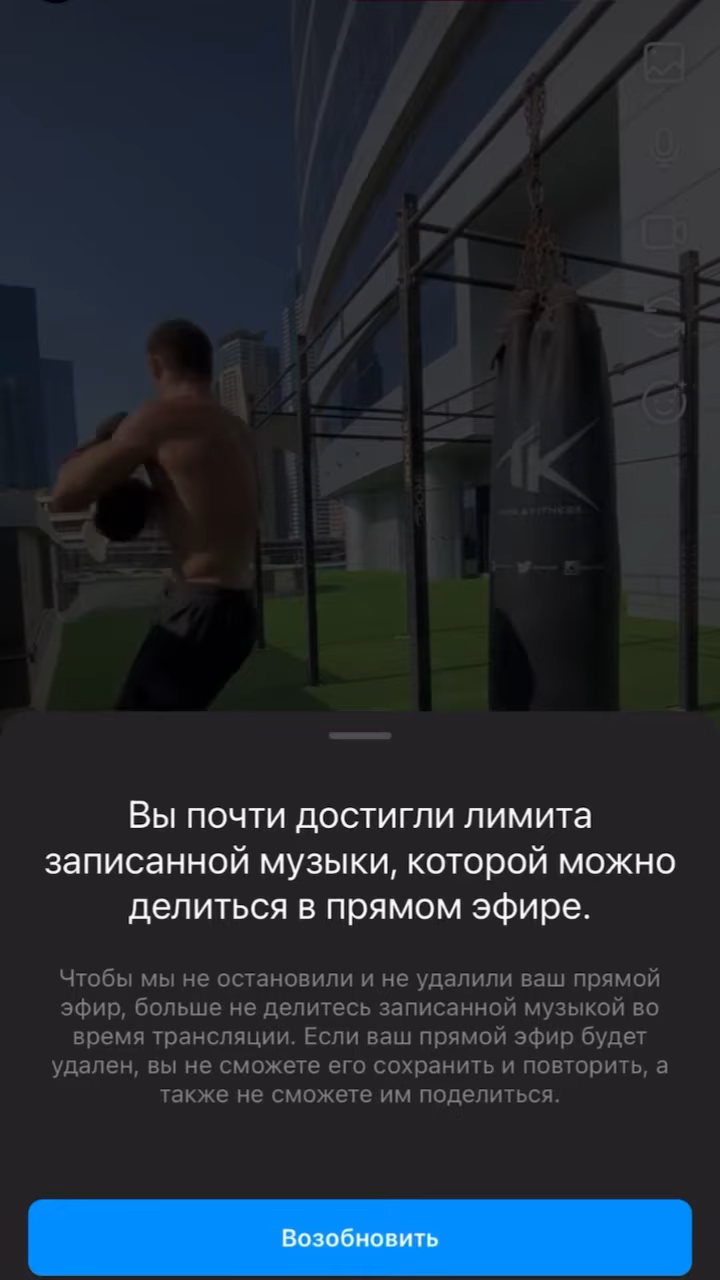 TK
Вы почти достигли лимита
записанной музыки, которой можно
делиться в прямом эфире.
Чтобы мы не остановили и не удалили ваш прямой
эфир, больше не делитесь записанной музыкой во
время трансляции. Если ваш прямой эфир будет
удален, вы не сможете его сохранить и повторить, а
также не сможете им поделиться.
Возобновить